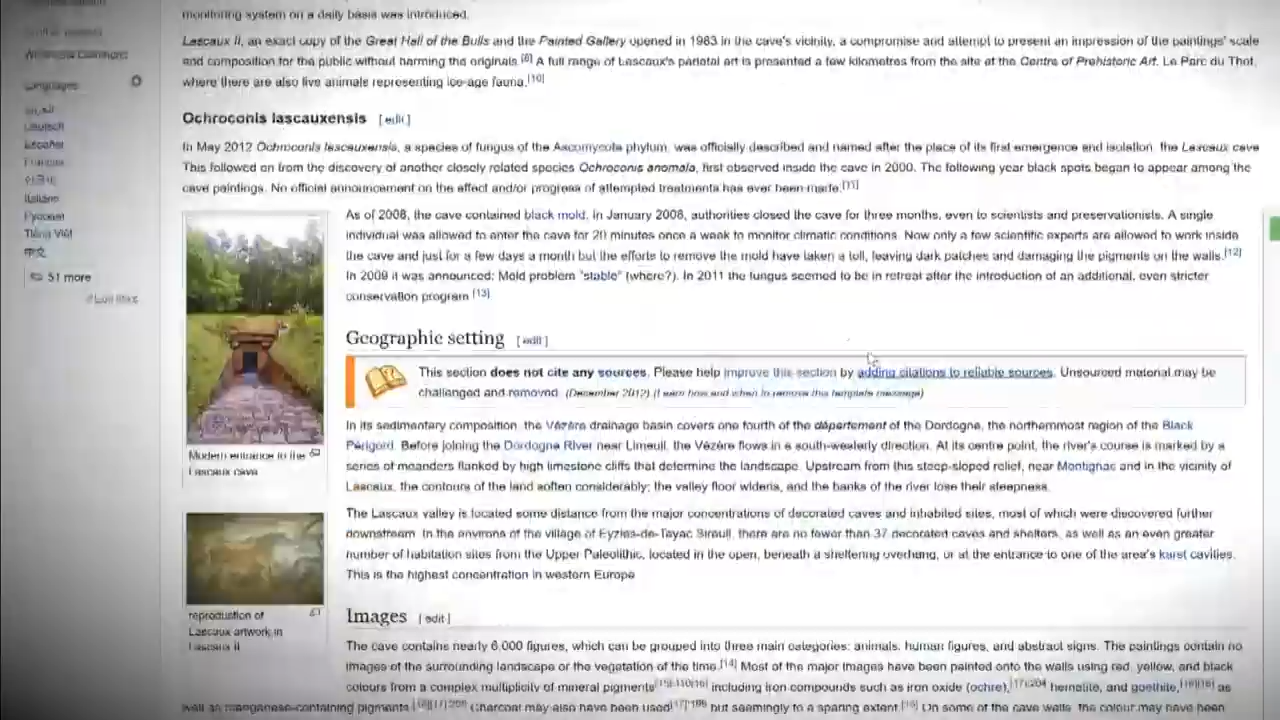 monitoring system on a daily basis was introduced.
Lascaux II, an exact copy of the Great Hall of the Bulls and the Painted Gallery opened in 1983 in the cave's vicinity, a compromise and attempt to present an impression of the paintings' scale
and composition for the public without harming the originals.[8] A full range of Lascaux's parietal art is presented a few kilometres from the site at the Centre of Prehistoric Art, Le Parc du Thot,
where there are also live animals representing ice-age fauna.[10]
Wikimedia Commons
Languages
العربية
Deutsch
Español
Français
한국어
Italiano
Русский
Tiếng Việt
中文
51 more
Edit links
Ochroconis lascauxensis [edit]
In May 2012 Ochroconis lascauxensis, a species of fungus of the Ascomycota phylum, was officially described and named after the place of its first emergence and isolation, the Lascaux cave
This followed on from the discovery of another closely related species Ochroconis anomala, first observed inside the cave in 2000. The following year black spots began to appear among the
cave paintings. No official announcement on the effect and/or progress of attempted treatments has ever been made.[11]
As of 2008, the cave contained black mold. In January 2008, authorities closed the cave for three months, even to scientists and preservationists. A single
individual was allowed to enter the cave for 20 minutes once a week to monitor climatic conditions. Now only a few scientific experts are allowed to work inside
the cave and just for a few days a month but the efforts to remove the mold have taken a toll, leaving dark patches and damaging the pigments on the walls.[12]
In 2009 it was announced: Mold problem "stable" (where?). In 2011 the fungus seemed to be in retreat after the introduction of an additional, even stricter
conservation program.[13]
Modern entrance to the
Lascaux cave
Geographic setting [edit]
This section does not cite any sources. Please help improve this section by adding citations to reliable sources. Unsourced material may be
challenged and removed. (December 2012) (Learn how and when to remove this template message)
In its sedimentary composition, the Vézère drainage basin covers one fourth of the département of the Dordogne, the northernmost region of the Black
Périgord. Before joining the Dordogne River near Limeuil, the Vézère flows in a south-westerly direction. At its centre point, the river's course is marked by a
series of meanders flanked by high limestone cliffs that determine the landscape. Upstream from this steep-sloped relief, near Montignac and in the vicinity of
Lascaux, the contours of the land soften considerably; the valley floor widens, and the banks of the river lose their steepness.
The Lascaux valley is located some distance from the major concentrations of decorated caves and inhabited sites, most of which were discovered further
downstream. In the environs of the village of Eyzies-de-Tayac Sireuil, there are no fewer than 37 decorated caves and shelters, as well as an even greater
number of habitation sites from the Upper Paleolithic, located in the open, beneath a sheltering overhang, or at the entrance to one of the area's karst cavities.
This is the highest concentration in western Europe
reproduction of
Lascaux artwork in
Lascaux II
Images [edit]
The cave contains nearly 6,000 figures, which can be grouped into three main categories: animals, human figures, and abstract signs. The paintings contain no
images of the surrounding landscape or the vegetation of the time.[14] Most of the major images have been painted onto the walls using red, yellow, and black
colours from a complex multiplicity of mineral pigments including iron compounds such as iron oxide (ochre), hematite, and goethite, as
well as manganese-containing pigments. Charcoal may also have been used but seemingly to a sparing extent. On some of the cave walls, the colour may have been